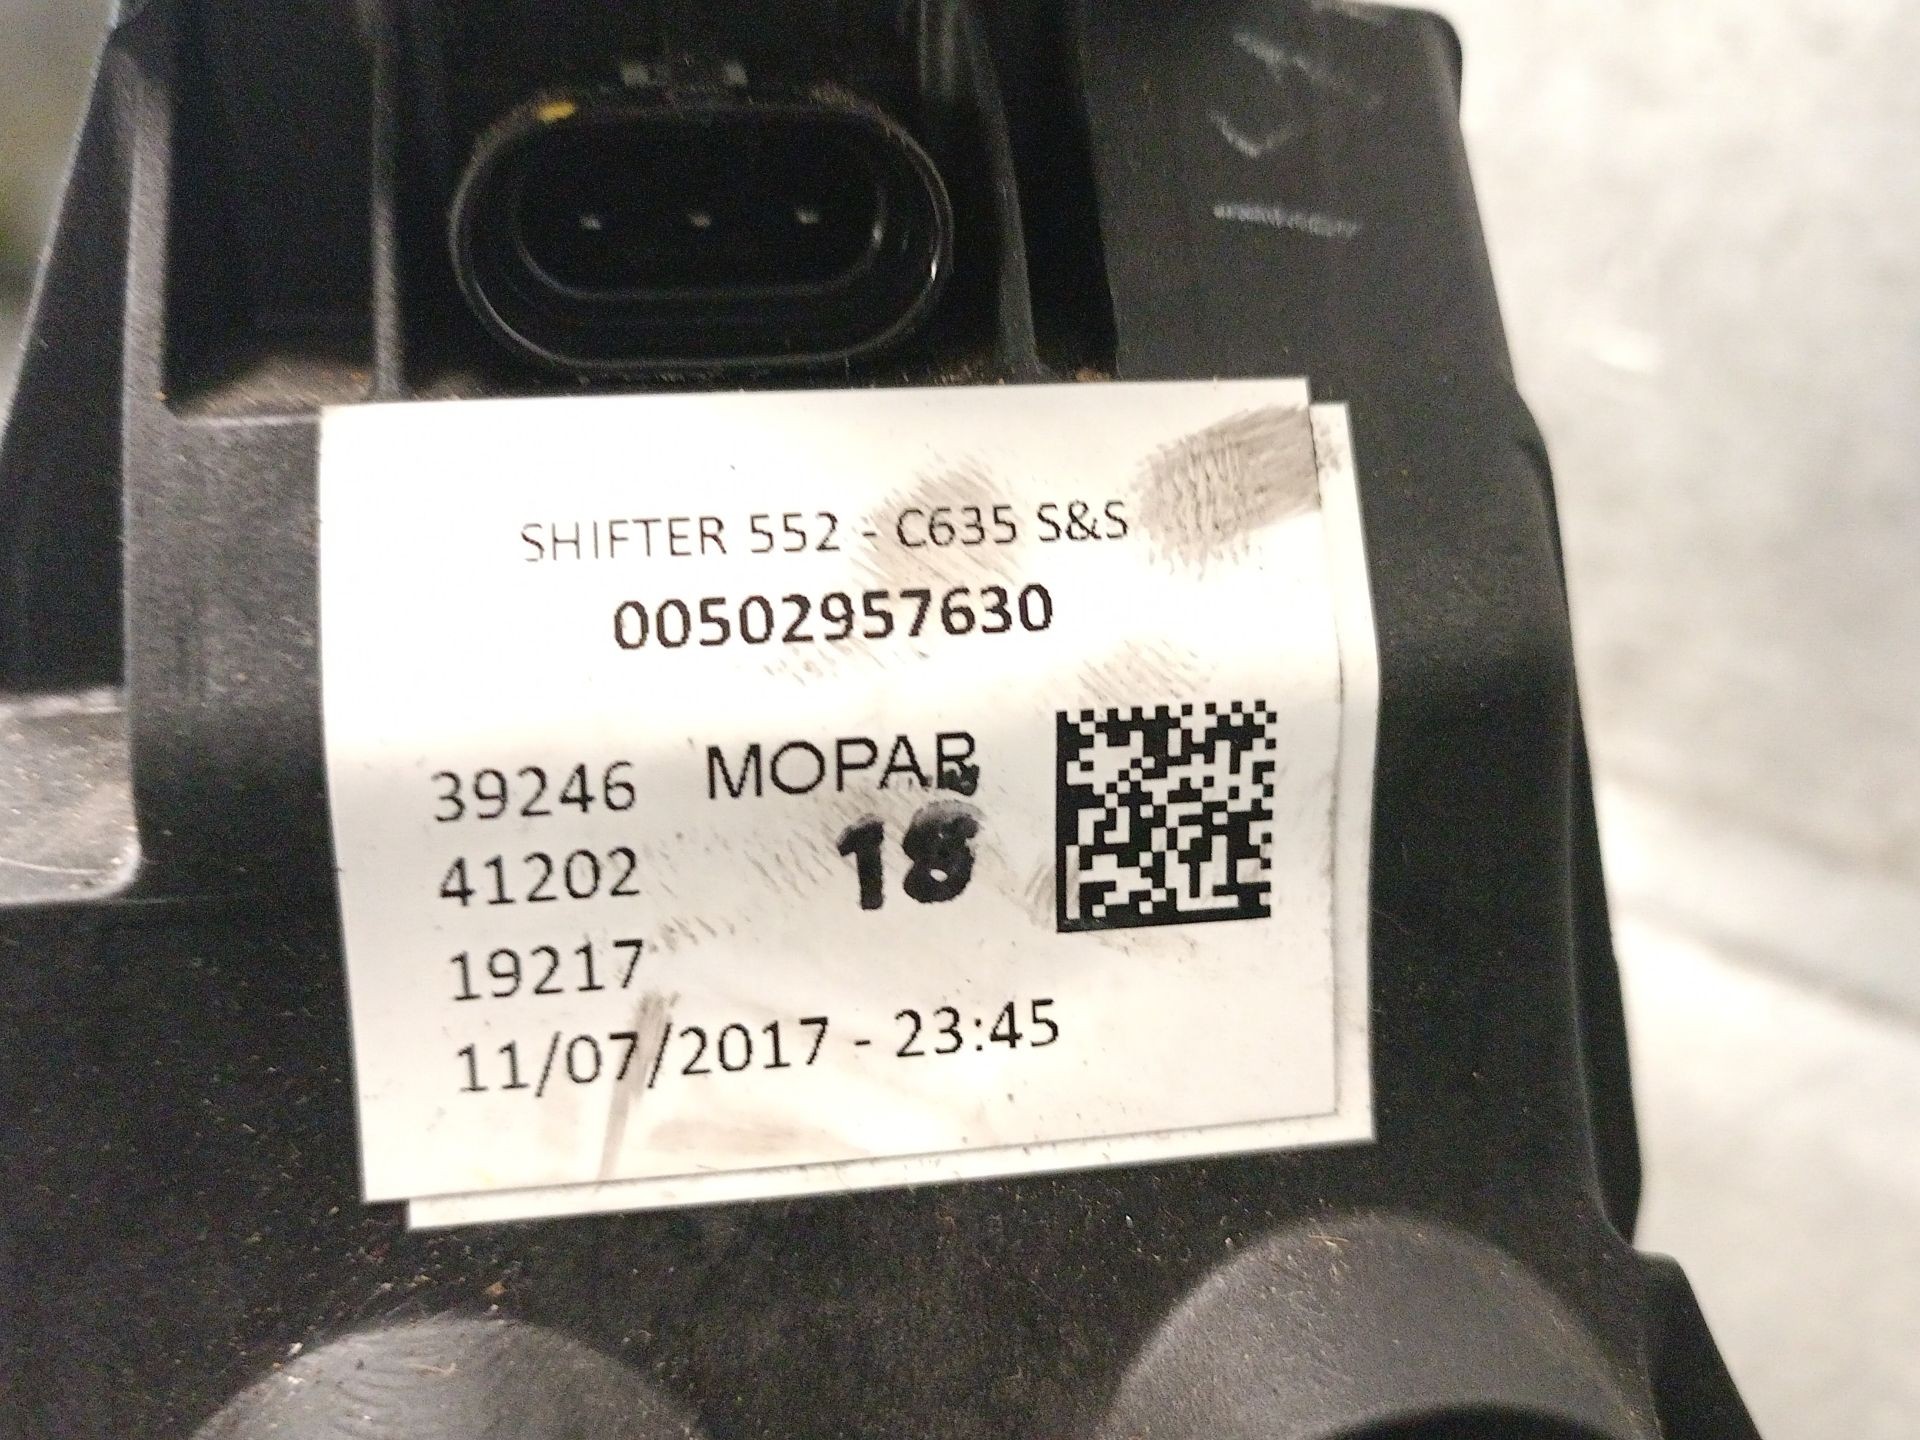 SHIFTER 552 - C635 S&S
00502957630
39246 MOPAR
41202 18
19217
11/07/2017 - 23:45